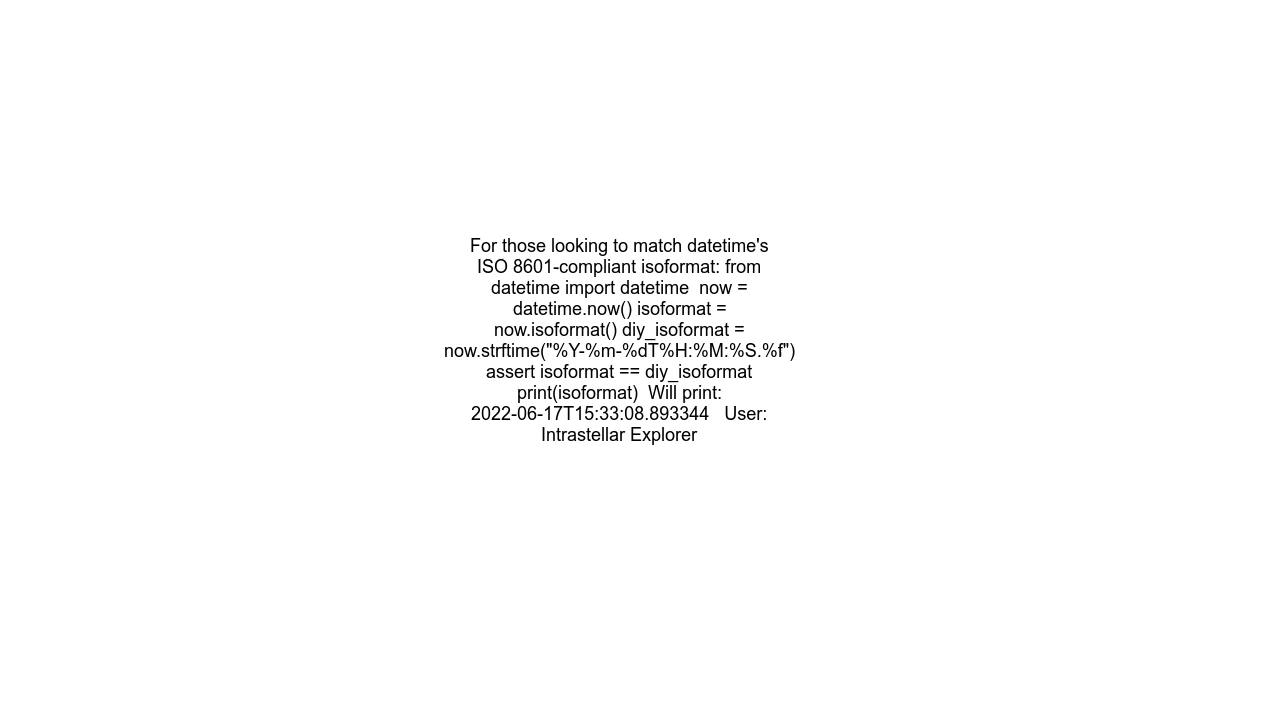 For those looking to match datetime's
ISO 8601-compliant isoformat: from
datetime import datetime  now =
datetime.now() isoformat =
now.isoformat() diy_isoformat =
now.strftime("%Y-%m-%dT%H:%M:%S.%f")
assert isoformat == diy_isoformat
print(isoformat)  Will print:
2022-06-17T15:33:08.893344   User:
Intrastellar Explorer